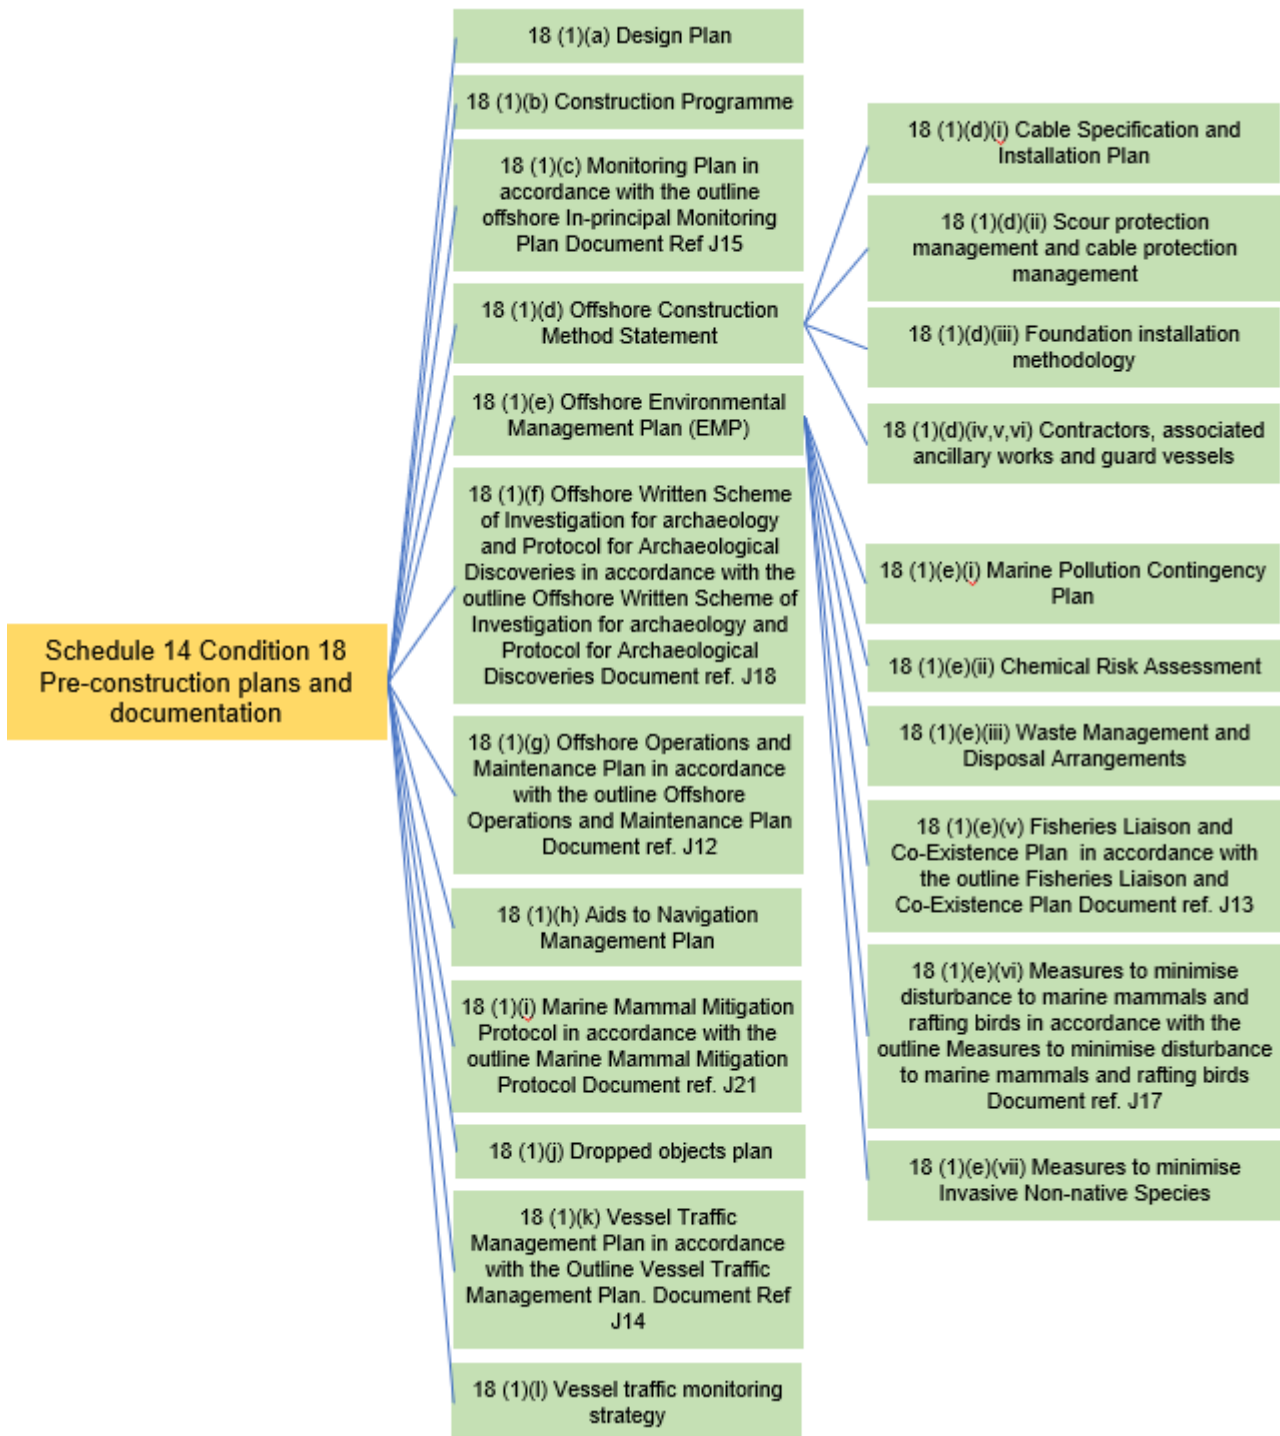 Schedule 14 Condition 18
Pre-construction plans and
documentation
18 (1)(a) Design Plan
18 (1)(b) Construction Programme
18 (1)(c) Monitoring Plan in
accordance with the outline
offshore In-principal Monitoring
Plan Document Ref J15
18 (1)(d) Offshore Construction
Method Statement
18 (1)(e) Offshore Environmental
Management Plan (EMP)
18 (1)(f) Offshore Written Scheme
of Investigation for archaeology
and Protocol for Archaeological
Discoveries in accordance with the
outline Offshore Written Scheme of
Investigation for archaeology and
Protocol for Archaeological
Discoveries Document ref. J18
18 (1)(g) Offshore Operations and
Maintenance Plan in accordance
with the outline Offshore
Operations and Maintenance Plan
Document ref. J12
18 (1)(h) Aids to Navigation
Management Plan
18 (1)(i) Marine Mammal Mitigation
Protocol in accordance with the
outline Marine Mammal Mitigation
Protocol Document ref. J21
18 (1)(j) Dropped objects plan
18 (1)(k) Vessel Traffic
Management Plan in accordance
with the Outline Vessel Traffic
Management Plan. Document Ref
J14
18 (1)(l) Vessel traffic monitoring
strategy
18 (1)(d)(i) Cable Specification and
Installation Plan
18 (1)(d)(ii) Scour protection
management and cable protection
management
18 (1)(d)(iii) Foundation installation
methodology
18 (1)(d)(iv,v,vi) Contractors, associated
ancillary works and guard vessels
18 (1)(e)(i) Marine Pollution Contingency
Plan
18 (1)(e)(ii) Chemical Risk Assessment
18 (1)(e)(iii) Waste Management and
Disposal Arrangements
18 (1)(e)(v) Fisheries Liaison and
Co-Existence Plan in accordance with
the outline Fisheries Liaison and
Co-Existence Plan Document ref. J13
18 (1)(e)(vi) Measures to minimise
disturbance to marine mammals and
rafting birds in accordance with the
outline Measures to minimise disturbance
to marine mammals and rafting birds
Document ref. J17
18 (1)(e)(vii) Measures to minimise
Invasive Non-native Species